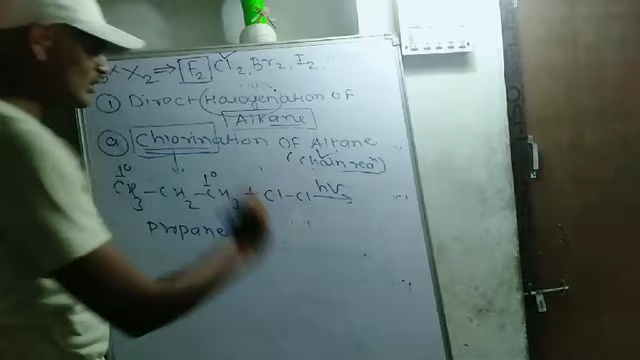 X X₂ ⇒ [F₂] Cl₂, Br₂, I₂
① Direct Halogenation OF
Alkane
ⓐ Chlorination OF Alkane
(Chain reaⁿ)
1° 1°
CH₃-CH₂-CH₃ + Cl-Cl hν→
Propane